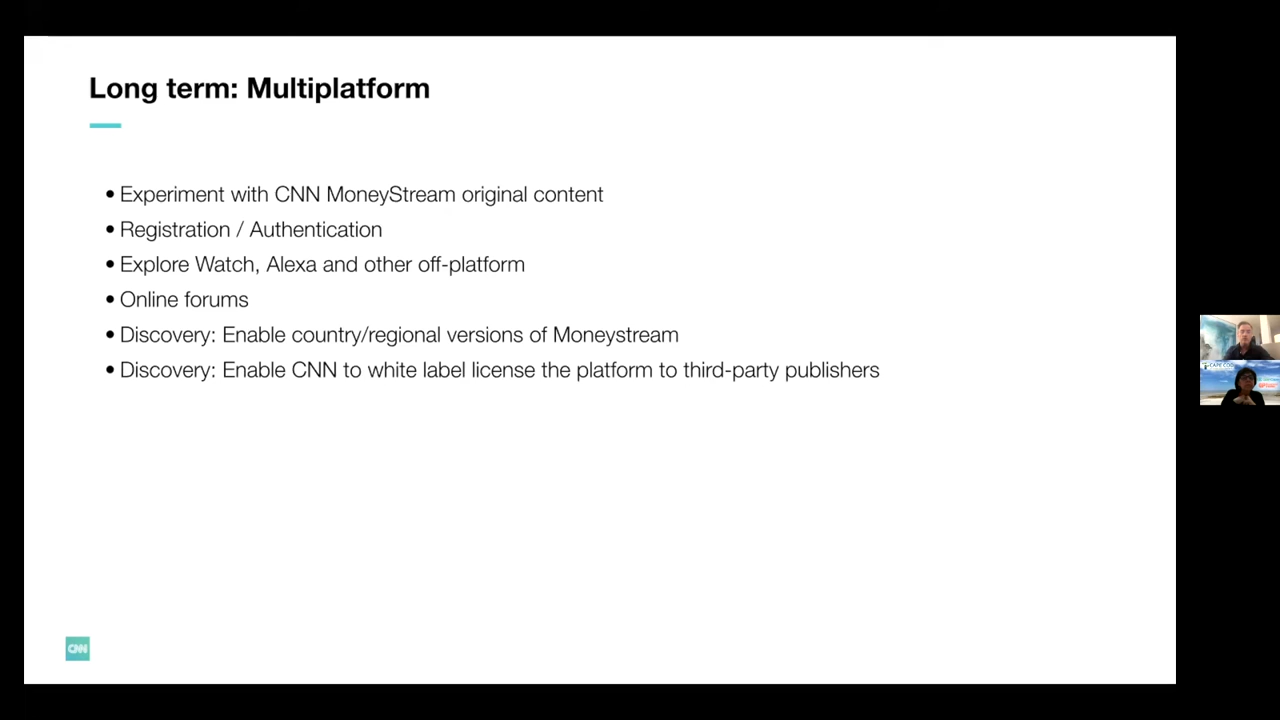 Long term: Multiplatform
• Experiment with CNN MoneyStream original content
• Registration / Authentication
• Explore Watch, Alexa and other off-platform
• Online forums
• Discovery: Enable country/regional versions of Moneystream
• Discovery: Enable CNN to white label license the platform to third-party publishers
CNN
CAPE COD